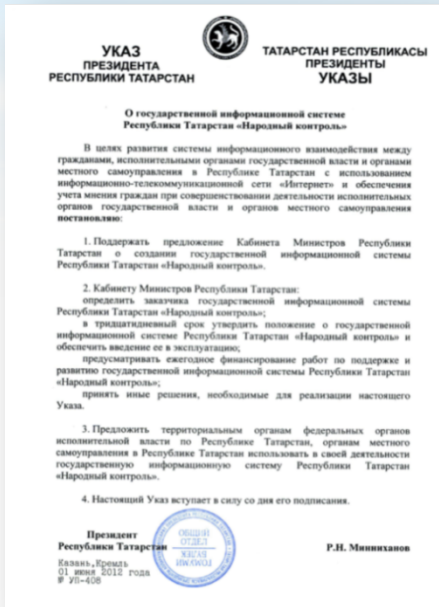 УКАЗ
ПРЕЗИДЕНТА
РЕСПУБЛИКИ ТАТАРСТАН
ТАТАРСТАН РЕСПУБЛИКАСЫ
ПРЕЗИДЕНТЫ
УКАЗЫ
О государственной информационной системе
Республики Татарстан «Народный контроль»
В целях развития системы информационного взаимодействия между
гражданами, исполнительными органами государственной власти и органами
местного самоуправления в Республике Татарстан с использованием
информационно-телекоммуникационной сети «Интернет» и обеспечения
учета мнения граждан при совершенствовании деятельности исполнительных
органов государственной власти и органов местного самоуправления
постановляю:
1. Поддержать предложение Кабинета Министров Республики
Татарстан о создании государственной информационной системы
Республики Татарстан «Народный контроль».
2. Кабинету Министров Республики Татарстан:
определить заказчика государственной информационной системы
Республики Татарстан «Народный контроль»;
в тридцатидневный срок утвердить положение о государственной
информационной системе Республики Татарстан «Народный контроль» и
обеспечить введение ее в эксплуатацию;
предусматривать ежегодное финансирование работ по поддержке и
развитию государственной информационной системы Республики Татарстан
«Народный контроль»;
принять иные решения, необходимые для реализации настоящего
Указа.
3. Предложить территориальным органам федеральных органов
исполнительной власти по Республике Татарстан, органам местного
самоуправления в Республике Татарстан использовать в своей деятельности
государственную информационную систему Республики Татарстан
«Народный контроль».
4. Настоящий Указ вступает в силу со дня его подписания.
Президент
Республики Татарстан
Р.Н. Минниханов
Казань, Кремль
01 июня 2012 года
№ УП-408